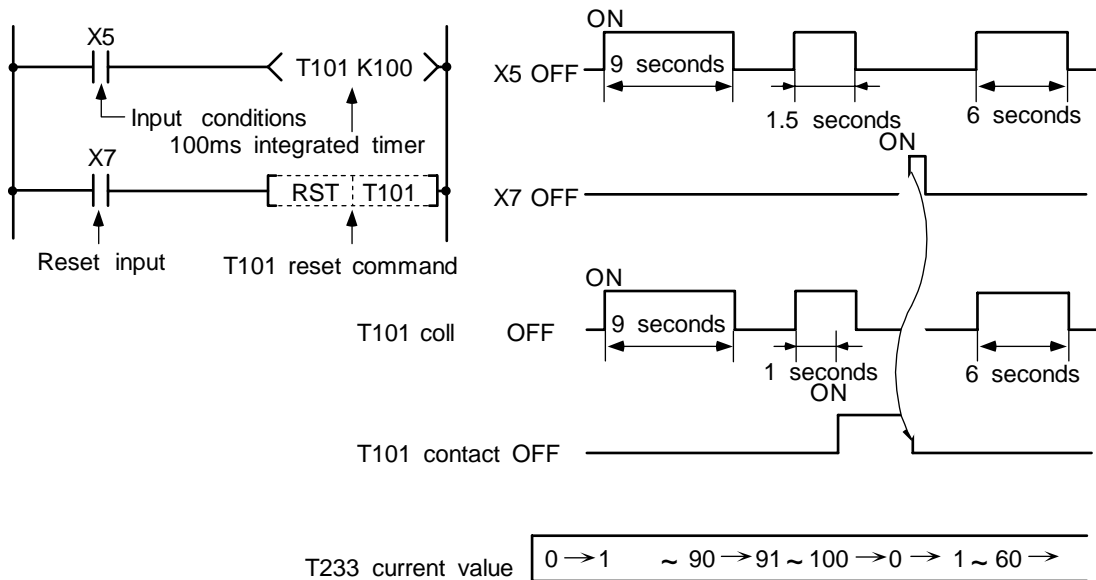 X5
T101 K100
Input conditions
100ms integrated timer
X7
RST T101
Reset input
T101 reset command
ON
X5 OFF
9 seconds
1.5 seconds
6 seconds
ON
X7 OFF
ON
T101 coll OFF
9 seconds
1 seconds
6 seconds
ON
T101 contact OFF
T233 current value 0 → 1 ~ 90 → 91 ~ 100 → 0 → 1 ~ 60 →